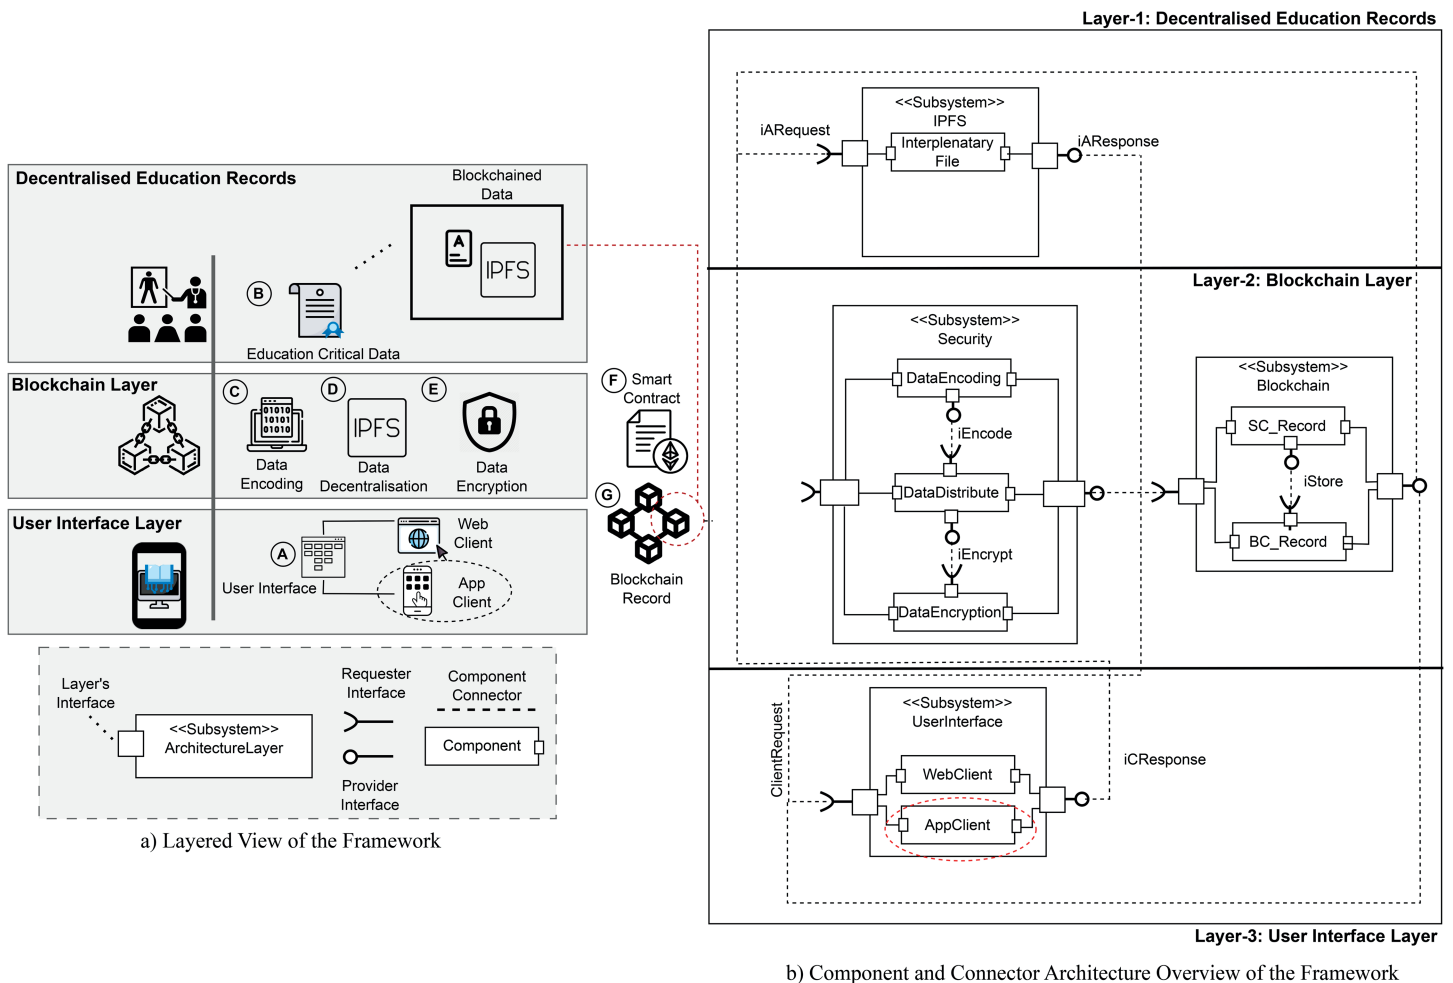 Decentralised Education Records
Blockchained
Data
A
IPFS
B
Education Critical Data
Blockchain Layer
C
D
E
01010
10101
01010
IPFS
Data
Encoding
Data
Decentralisation
Data
Encryption
F
Smart
Contract
G
Blockchain
Record
User Interface Layer
A
User Interface
Web
Client
App
Client
Layer's
Interface
<<Subsystem>>
ArchitectureLayer
Requester
Interface
Provider
Interface
Component
Connector
Component
a) Layered View of the Framework
Layer-1: Decentralised Education Records
<<Subsystem>>
IPFS
Interplenatary
File
iARequest
iAResponse
Layer-2: Blockchain Layer
<<Subsystem>>
Security
DataEncoding
iEncode
DataDistribute
iEncrypt
DataEncryption
<<Subsystem>>
Blockchain
SC_Record
iStore
BC_Record
<<Subsystem>>
UserInterface
WebClient
AppClient
ClientRequest
iCResponse
Layer-3: User Interface Layer
b) Component and Connector Architecture Overview of the Framework